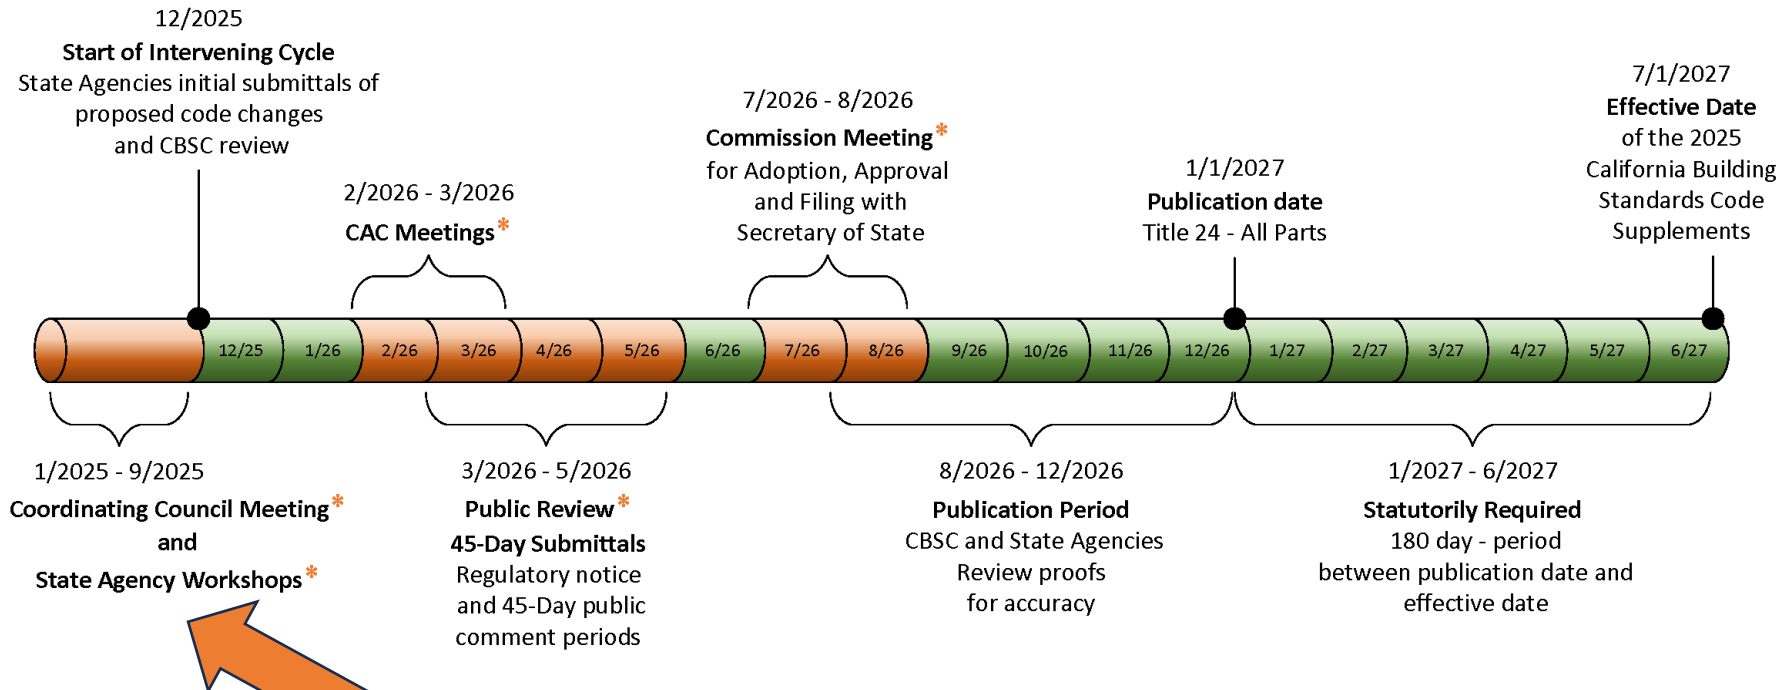 12/2025
Start of Intervening Cycle
State Agencies initial submittals of
proposed code changes
and CBSC review
2/2026 - 3/2026
CAC Meetings*
7/2026 - 8/2026
Commission Meeting*
for Adoption, Approval
and Filing with
Secretary of State
1/1/2027
Publication date
Title 24 - All Parts
7/1/2027
Effective Date
of the 2025
California Building
Standards Code
Supplements
12/25
1/26
2/26
3/26
4/26
5/26
6/26
7/26
8/26
9/26
10/26
11/26
12/26
1/27
2/27
3/27
4/27
5/27
6/27
1/2025 - 9/2025
Coordinating Council Meeting*
and
State Agency Workshops*
3/2026 - 5/2026
Public Review*
45-Day Submittals
Regulatory notice
and 45-Day public
comment periods
8/2026 - 12/2026
Publication Period
CBSC and State Agencies
Review proofs
for accuracy
1/2027 - 6/2027
Statutorily Required
180 day - period
between publication date and
effective date